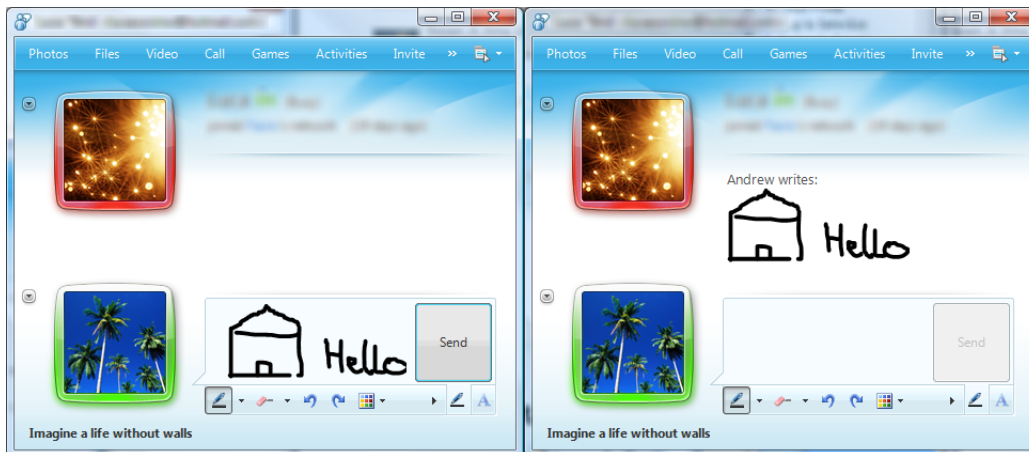 Photos Files Video Call Games Activities Invite »
Hello
Send
A
Imagine a life without walls
Photos Files Video Call Games Activities Invite »
Andrew writes:
Hello
Send
A
Imagine a life without walls